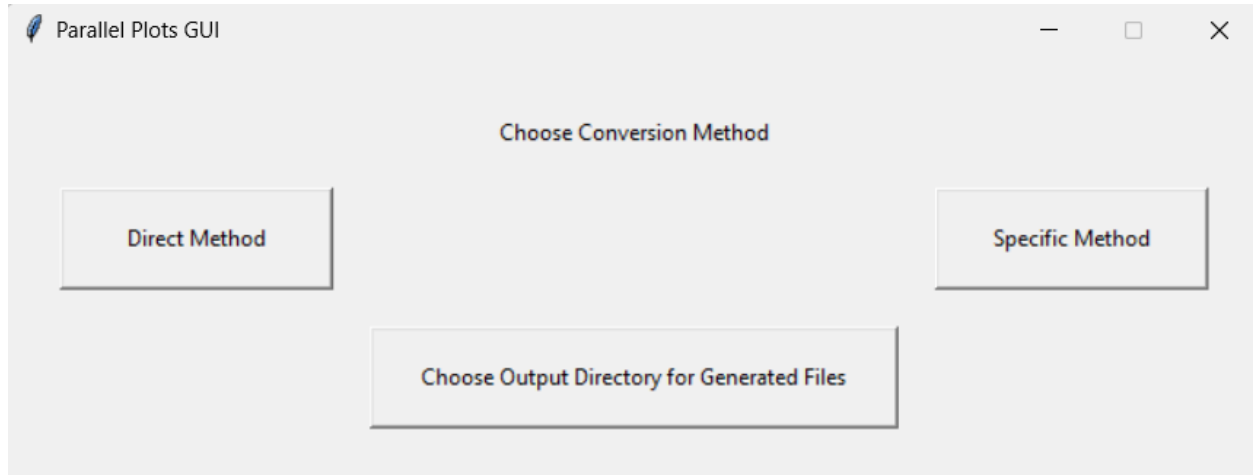 Parallel Plots GUI
Choose Conversion Method
Direct Method
Specific Method
Choose Output Directory for Generated Files